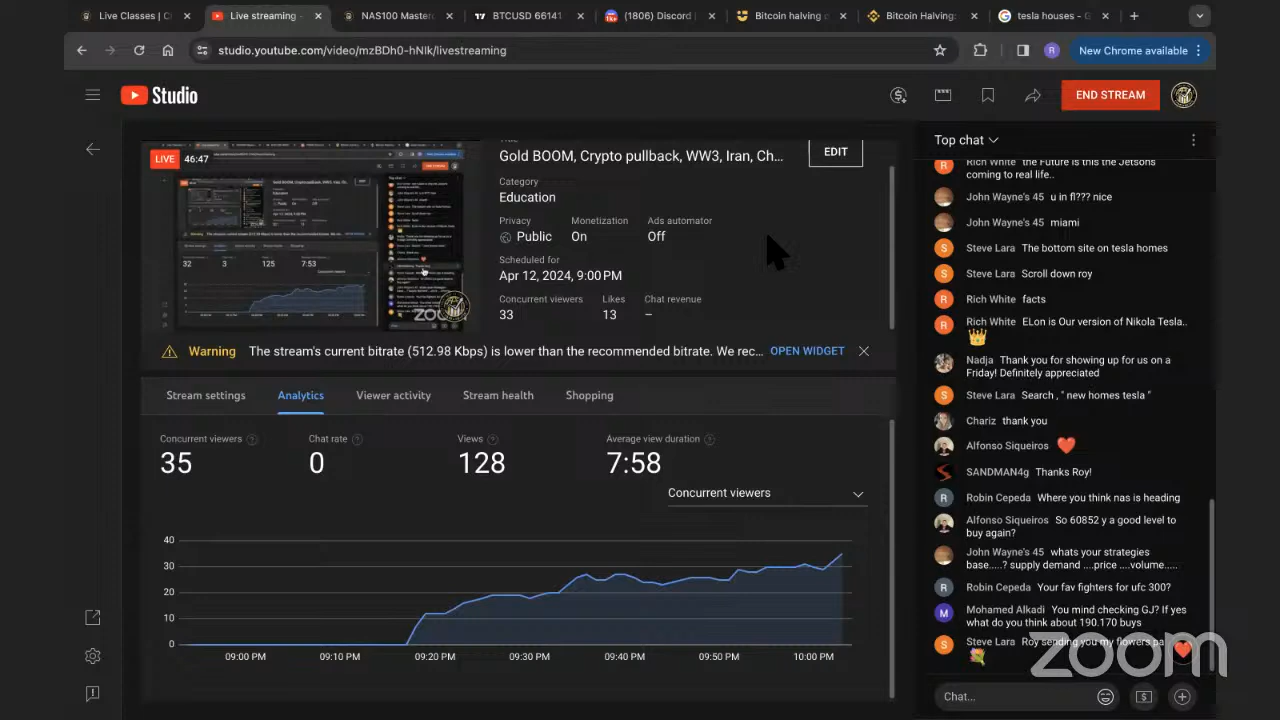 Live Classes | C
Live streaming -
NAS100 Master
BTCUSD 66141
(1806) Discord |
Bitcoin halving c
Bitcoin Halving:
tesla houses - G
studio.youtube.com/video/mzBDh0-hNIk/livestreaming
R
New Chrome available
Studio
END STREAM
LIVE 46:47
Gold BOOM, Crypto pullback, WW3, Iran, Ch...
EDIT
Category
Education
Privacy Monetization Ads automator
Public On Off
Scheduled for
Apr 12, 2024, 9:00 PM
Concurrent viewers Likes Chat revenue
33 13 –
Warning The stream's current bitrate (512.98 Kbps) is lower than the recommended bitrate. We rec... OPEN WIDGET
Stream settings Analytics Viewer activity Stream health Shopping
Concurrent viewers Chat rate Views Average view duration
35 0 128 7:58
Concurrent viewers
40
30
20
10
0
09:00 PM 09:10 PM 09:20 PM 09:30 PM 09:40 PM 09:50 PM 10:00 PM
Top chat
Rich White the Future is this the Jetsons
coming to real life..
John Wayne's 45 u in fl??? nice
John Wayne's 45 miami
Steve Lara The bottom site on tesla homes
Steve Lara Scroll down roy
Rich White facts
Rich White ELon is Our version of Nikola Tesla..
👑
Nadja Thank you for showing up for us on a
Friday! Definitely appreciated
Steve Lara Search , " new homes tesla "
Chariz thank you
Alfonso Siqueiros ❤️
SANDMAN4g Thanks Roy!
Robin Cepeda Where you think nas is heading
Alfonso Siqueiros So 60852 y a good level to
buy again?
John Wayne's 45 whats your strategies
base.....? supply demand ....price ....volume.....
Robin Cepeda Your fav fighters for ufc 300?
Mohamed Alkadi You mind checking GJ? If yes
what do you think about 190.170 buys
Steve Lara Roy sending you my flowers
💐
zoom
Chat...